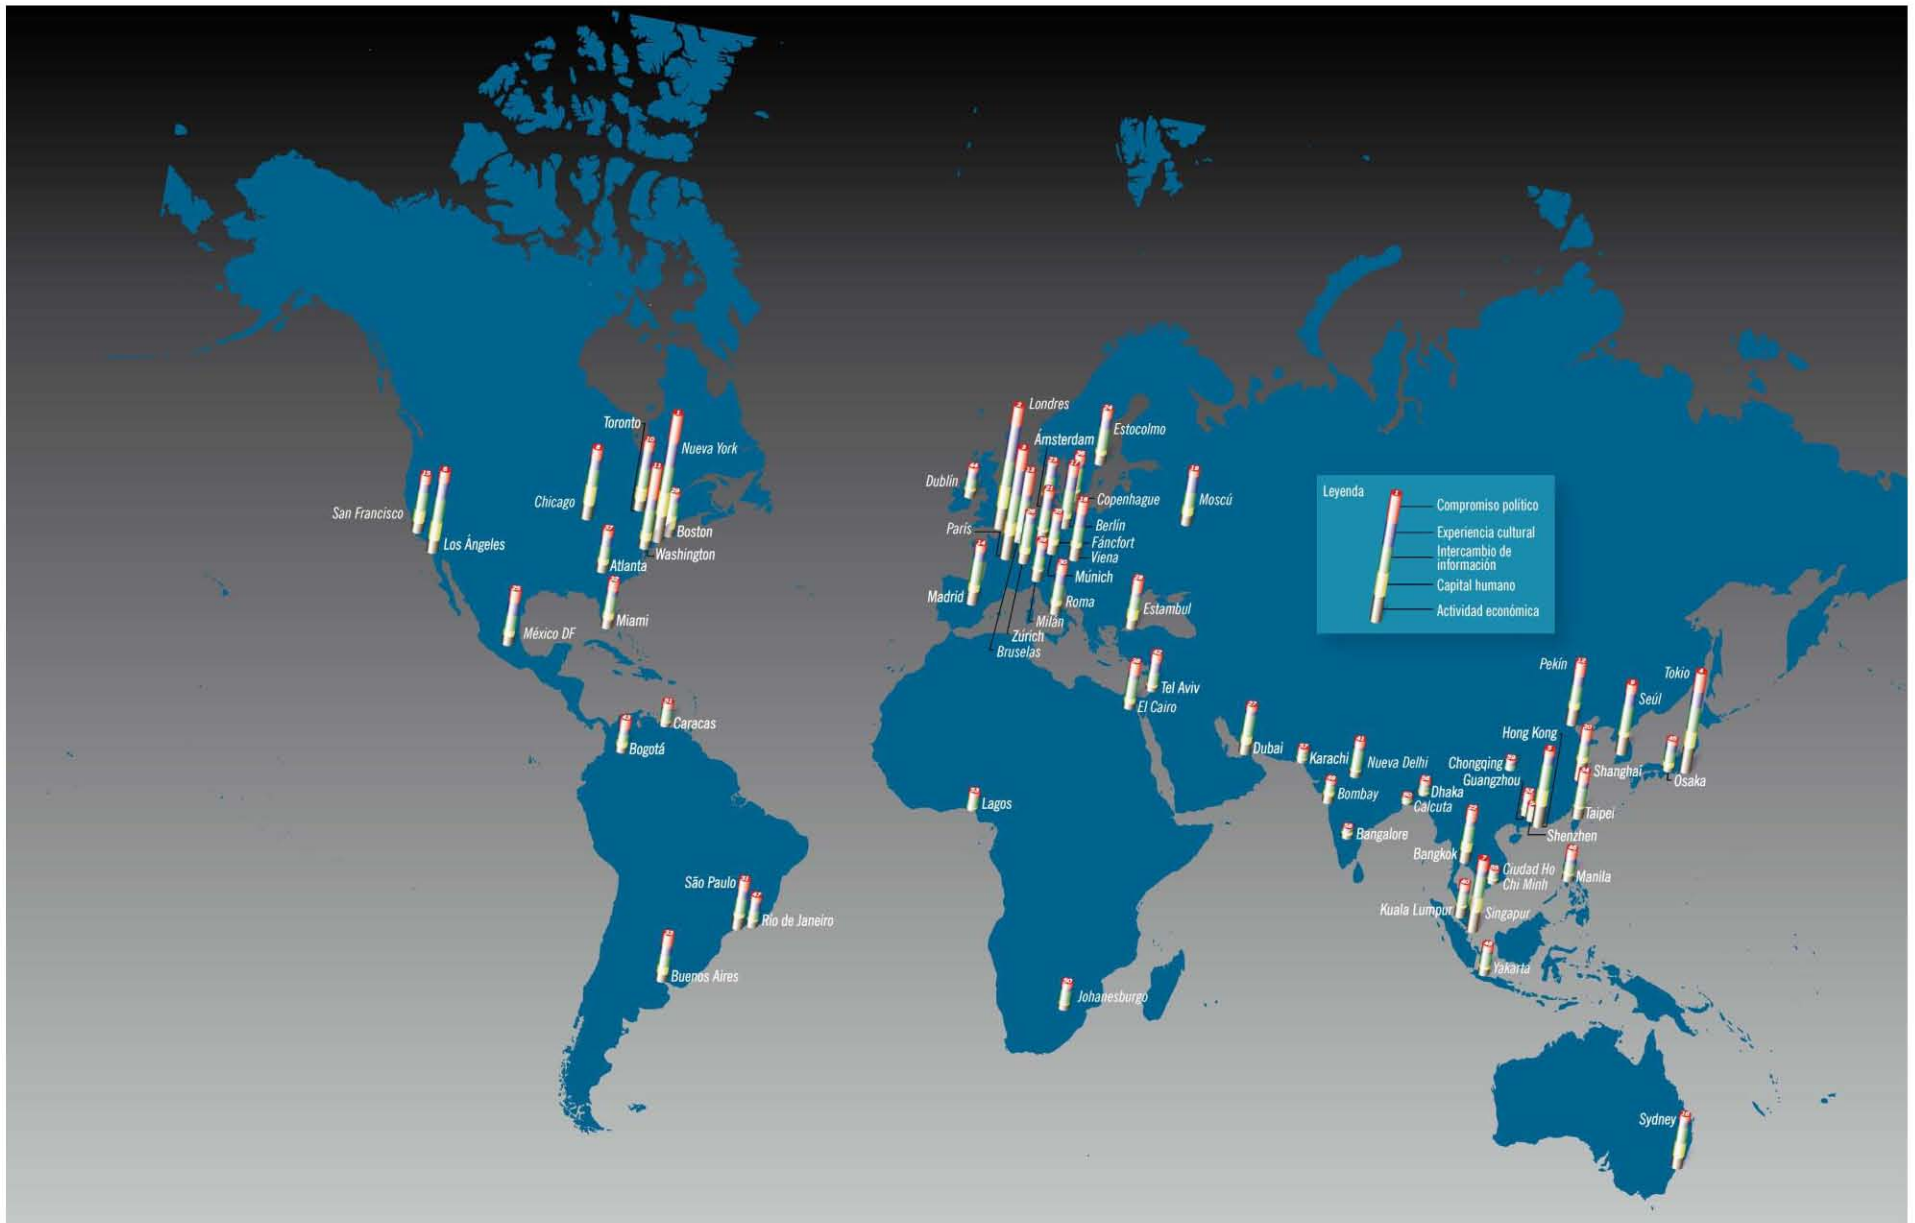 Londres
Toronto
Estocolmo
Ámsterdam
Nueva York
Dublín
Moscú
Copenhague
San Francisco
Chicago
Berlín
París
Boston
Fáncfort
Los Ángeles
Washington
Viena
Atlanta
Múnich
Madrid
Roma
Miami
Estambul
Milán
México DF
Zúrich
Bruselas
Leyenda
1
Compromiso político
Experiencia cultural
Intercambio de
información
Capital humano
Actividad económica
Pekín
Tokio
Tel Aviv
Seúl
El Cairo
Caracas
Hong Kong
Bogotá
Dubai
Karachi
Nueva Delhi
Chongqing
Shanghai
Guangzhou
Osaka
Bombay
Dhaka
Calcuta
Lagos
Taipei
Bangalore
Shenzhen
Bangkok
Ciudad Ho
Chi Minh
Manila
São Paulo
Kuala Lumpur
Singapur
Rio de Janeiro
Yakarta
Buenos Aires
Johanesburgo
Sydney